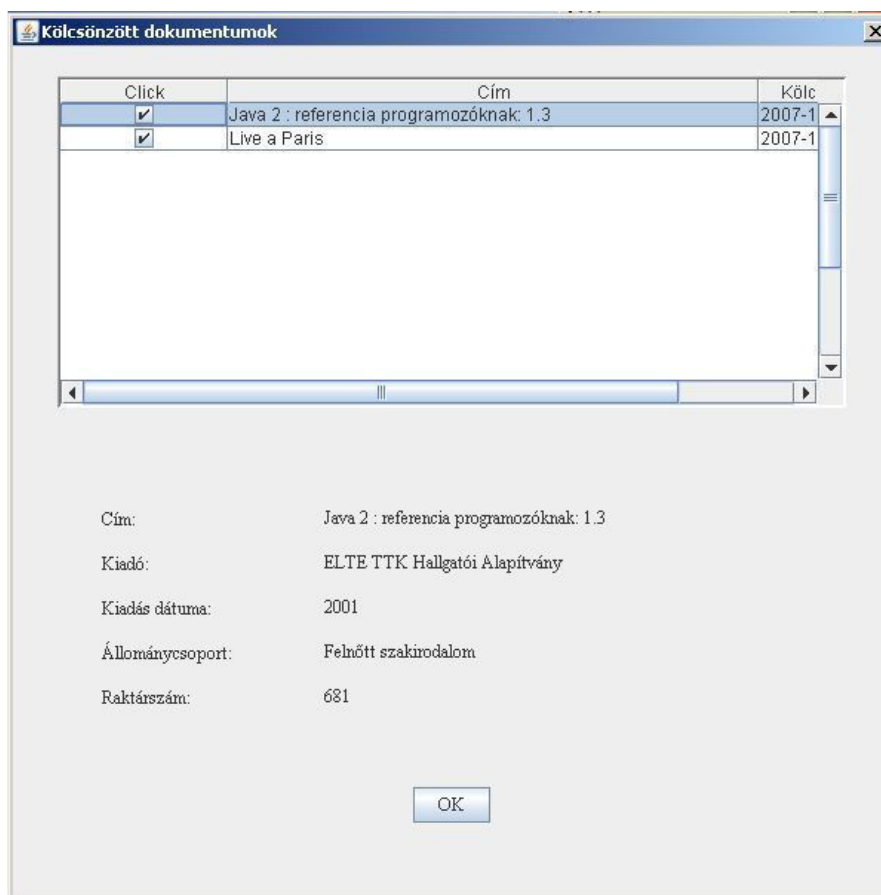 Kölcsönzött dokumentumok
Click Cím Kölc
Java 2 : referencia programozóknak: 1.3 2007-1
Live a Paris 2007-1
Cím: Java 2 : referencia programozóknak: 1.3
Kiadó: ELTE TTK Hallgatói Alapítvány
Kiadás dátuma: 2001
Állománycsoport: Felnőtt szakirodalom
Raktárszám: 681
OK